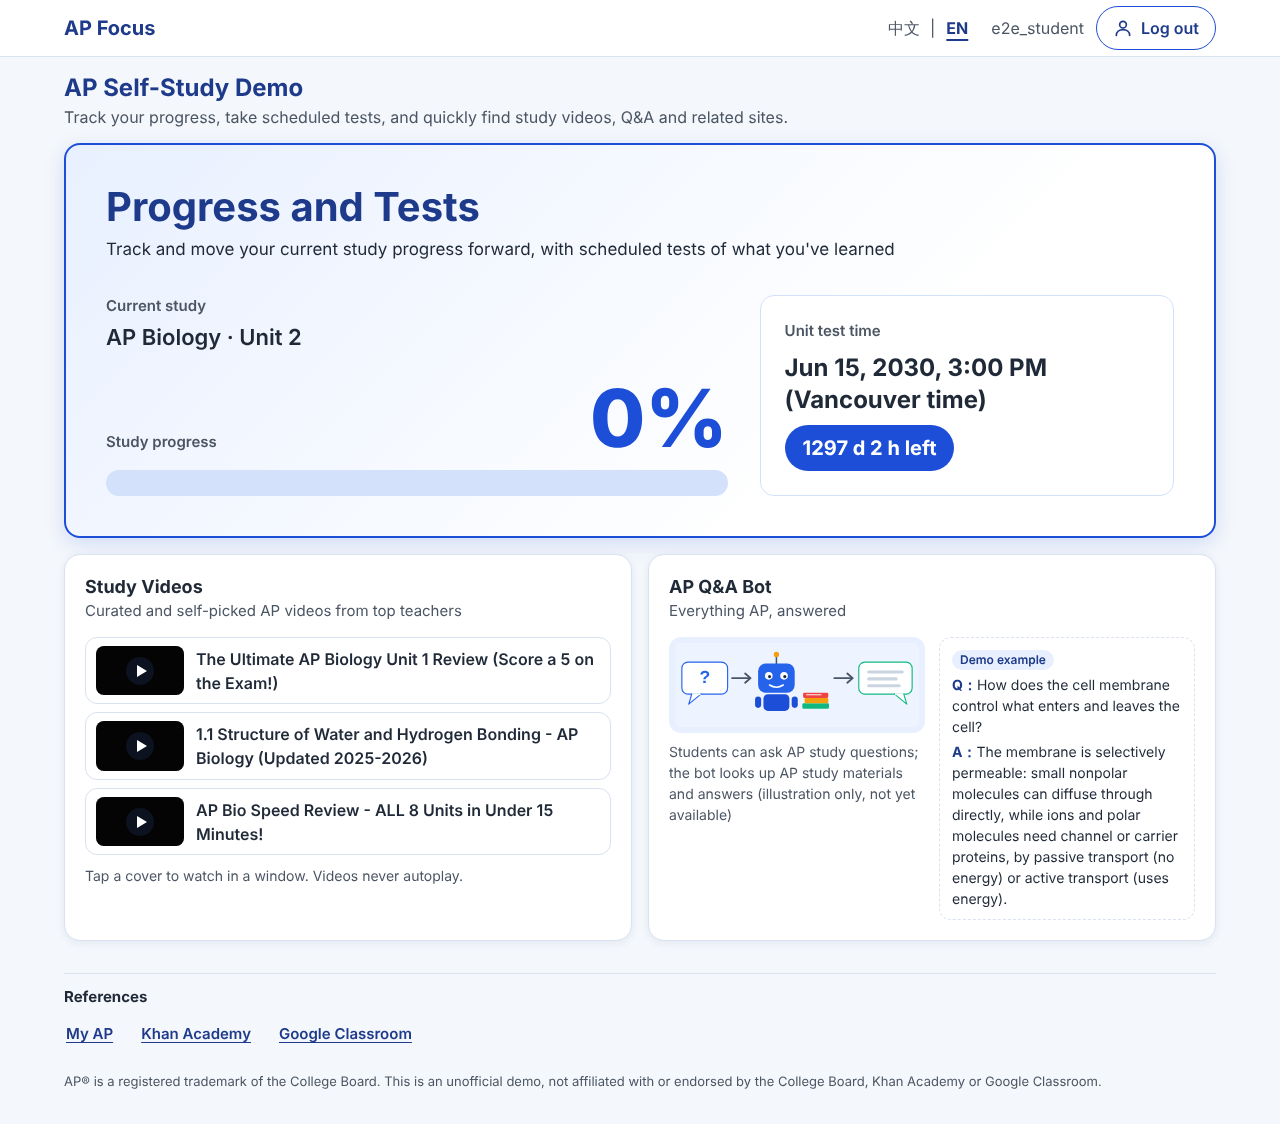 AP Focus
中文 | EN e2e_student Log out
AP Self-Study Demo
Track your progress, take scheduled tests, and quickly find study videos, Q&A and related sites.
Progress and Tests
Track and move your current study progress forward, with scheduled tests of what you've learned
Current study
AP Biology · Unit 2
Study progress
0%
Unit test time
Jun 15, 2030, 3:00 PM
(Vancouver time)
1297 d 2 h left
Study Videos
Curated and self-picked AP videos from top teachers
The Ultimate AP Biology Unit 1 Review (Score a 5 on
the Exam!)
1.1 Structure of Water and Hydrogen Bonding - AP
Biology (Updated 2025-2026)
AP Bio Speed Review - ALL 8 Units in Under 15
Minutes!
Tap a cover to watch in a window. Videos never autoplay.
AP Q&A Bot
Everything AP, answered
?
Students can ask AP study questions;
the bot looks up AP study materials
and answers (illustration only, not yet
available)
Demo example
Q：How does the cell membrane
control what enters and leaves the
cell?
A：The membrane is selectively
permeable: small nonpolar
molecules can diffuse through
directly, while ions and polar
molecules need channel or carrier
proteins, by passive transport (no
energy) or active transport (uses
energy).
References
My AP Khan Academy Google Classroom
AP® is a registered trademark of the College Board. This is an unofficial demo, not affiliated with or endorsed by the College Board, Khan Academy or Google Classroom.